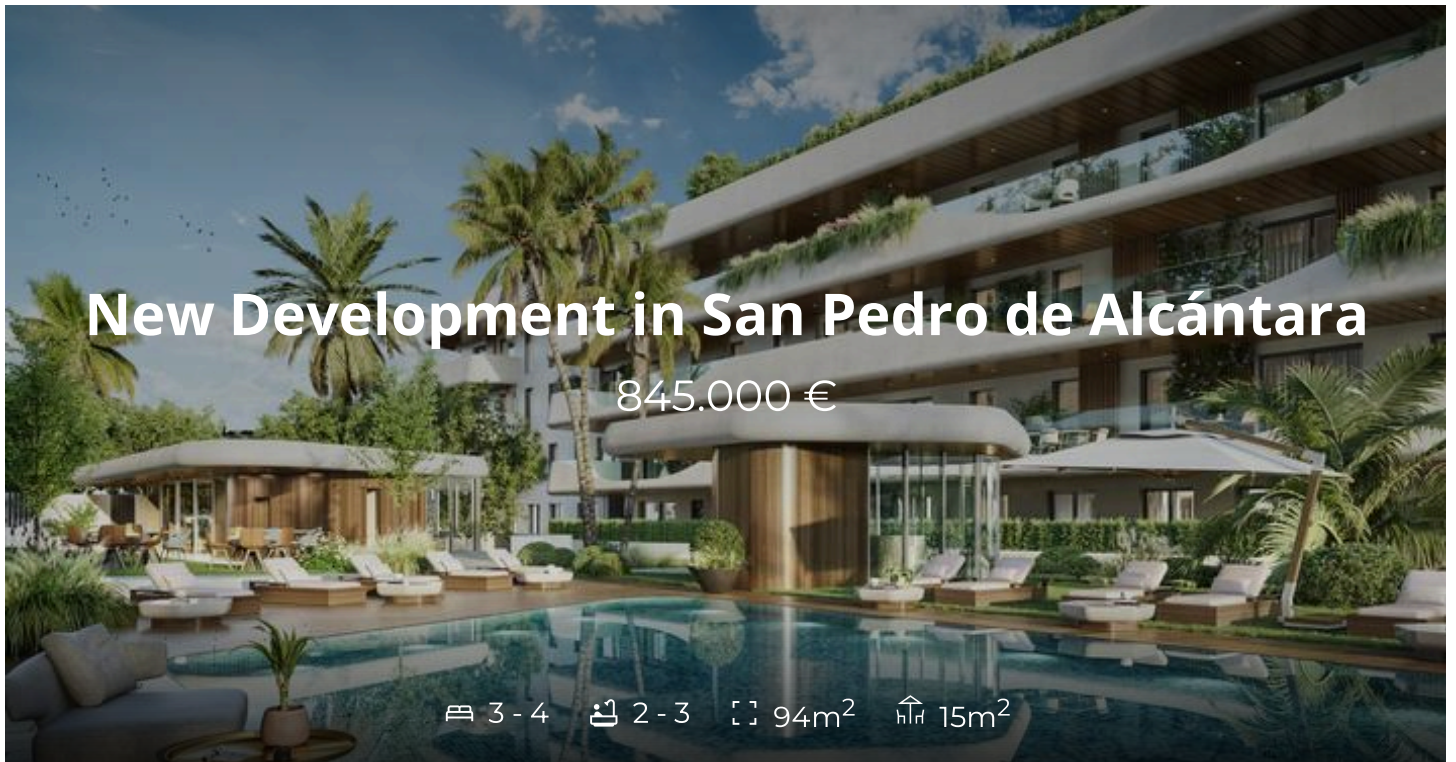 New Development in San Pedro de Alcántara
845.000 €
3 - 4 2 - 3 94m² 15m²